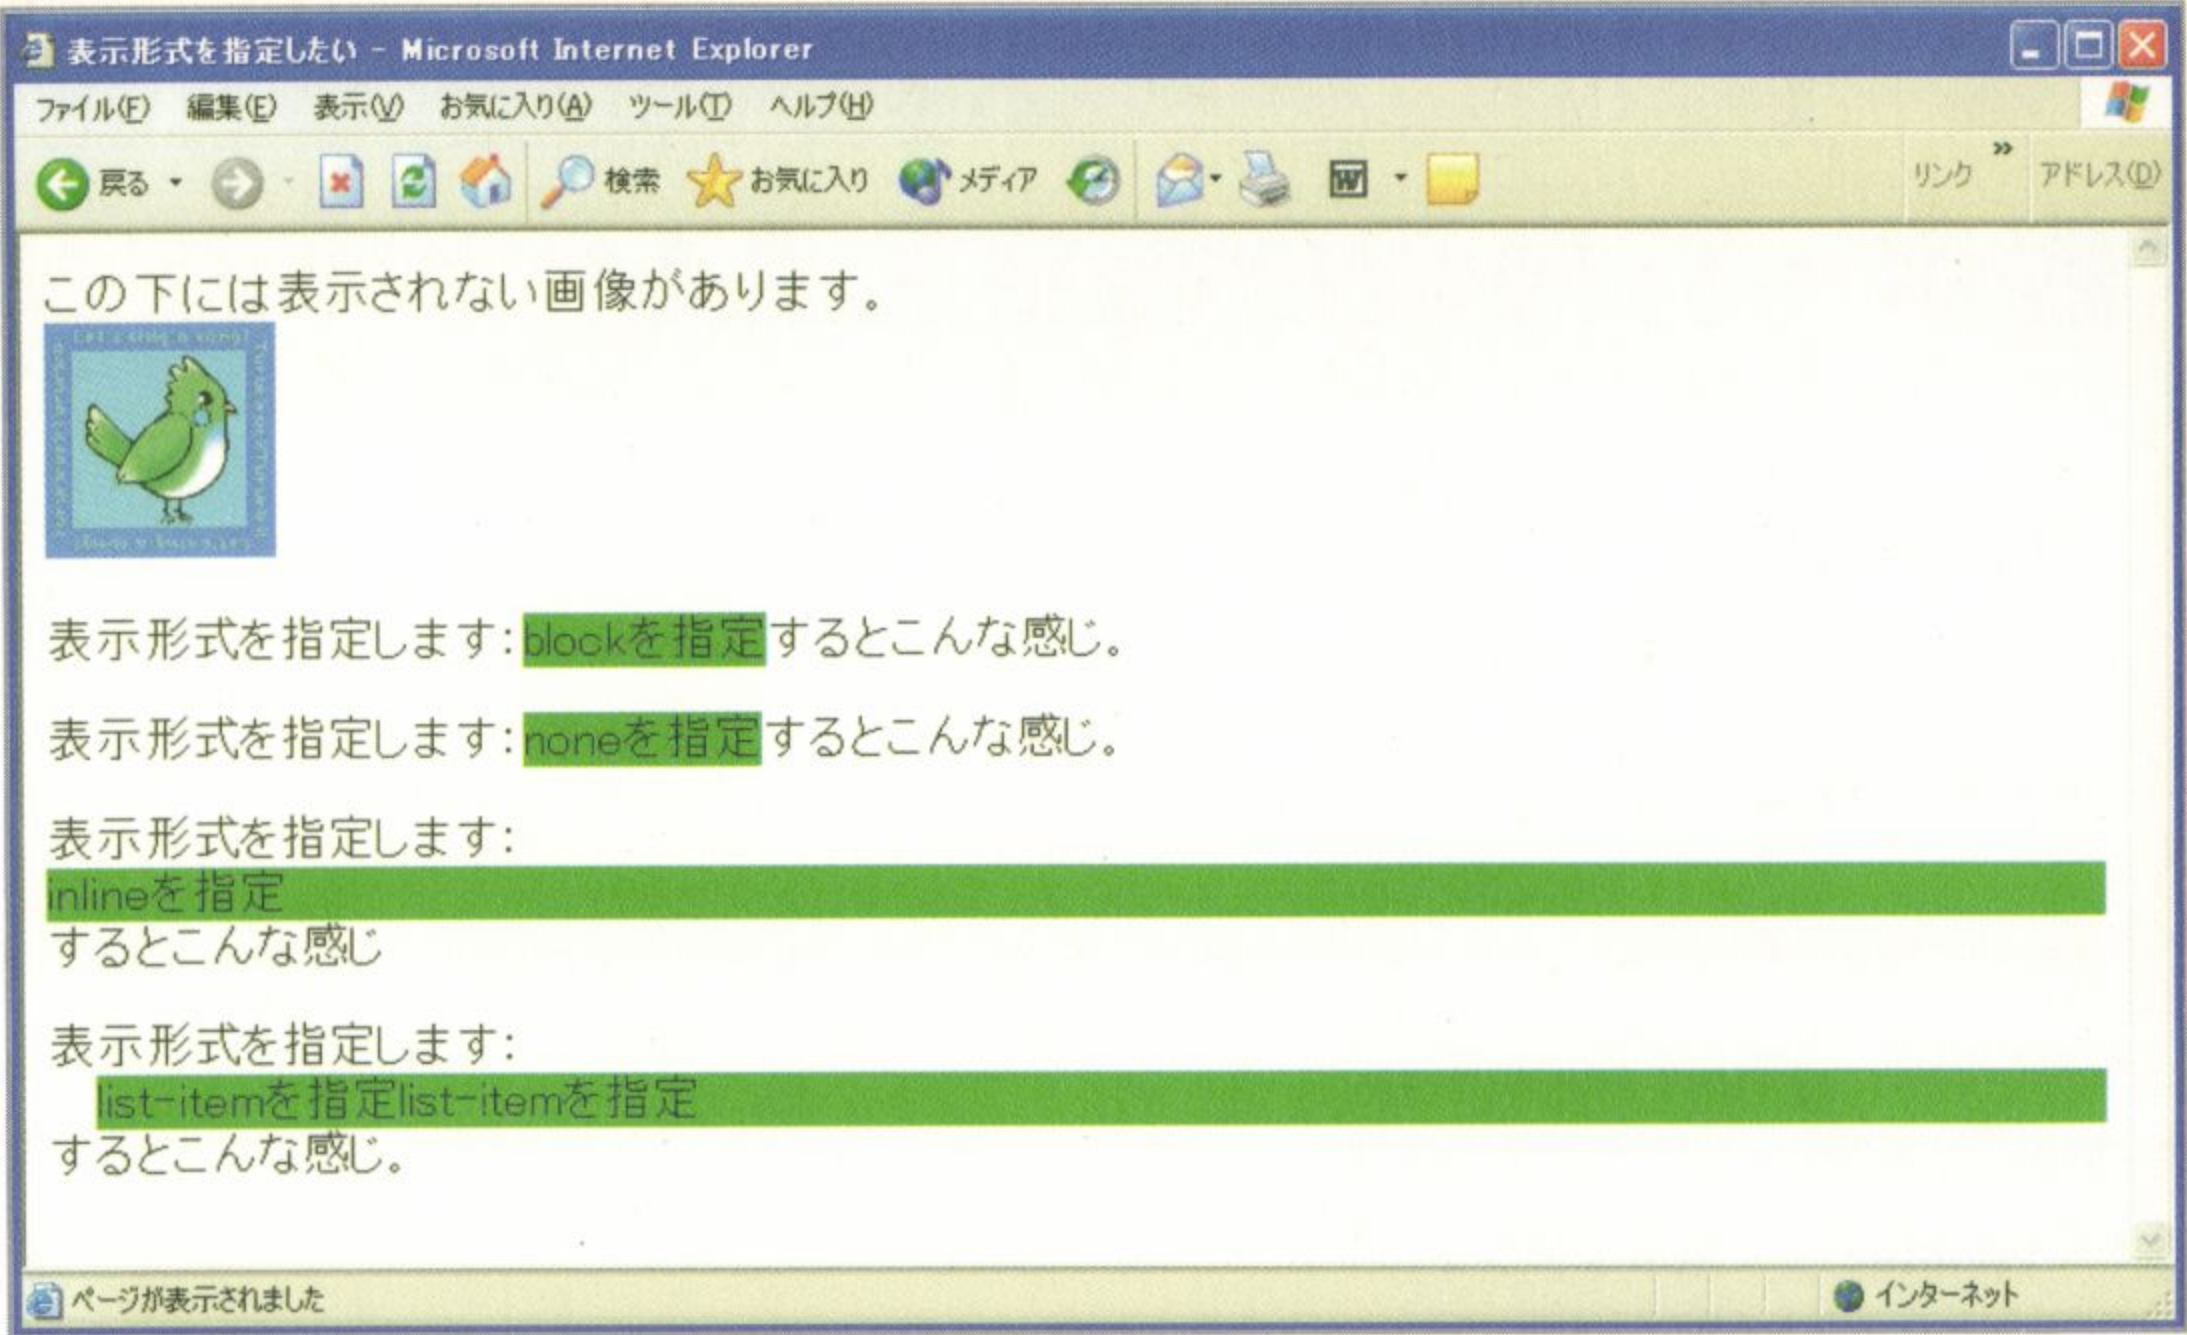 表示形式を指定したい - Microsoft Internet Explorer
ファイル(F) 編集(E) 表示(V) お気に入り(A) ツール(T) ヘルプ(H)
戻る 検索 お気に入り メディア W リンク » アドレス(D)
この下には表示されない画像があります。
Let's sing a song!
表示形式を指定します:blockを指定するとこんな感じ。
表示形式を指定します:noneを指定するとこんな感じ。
表示形式を指定します:
inlineを指定
するとこんな感じ
表示形式を指定します:
list-itemを指定list-itemを指定
するとこんな感じ。
ページが表示されました インターネット